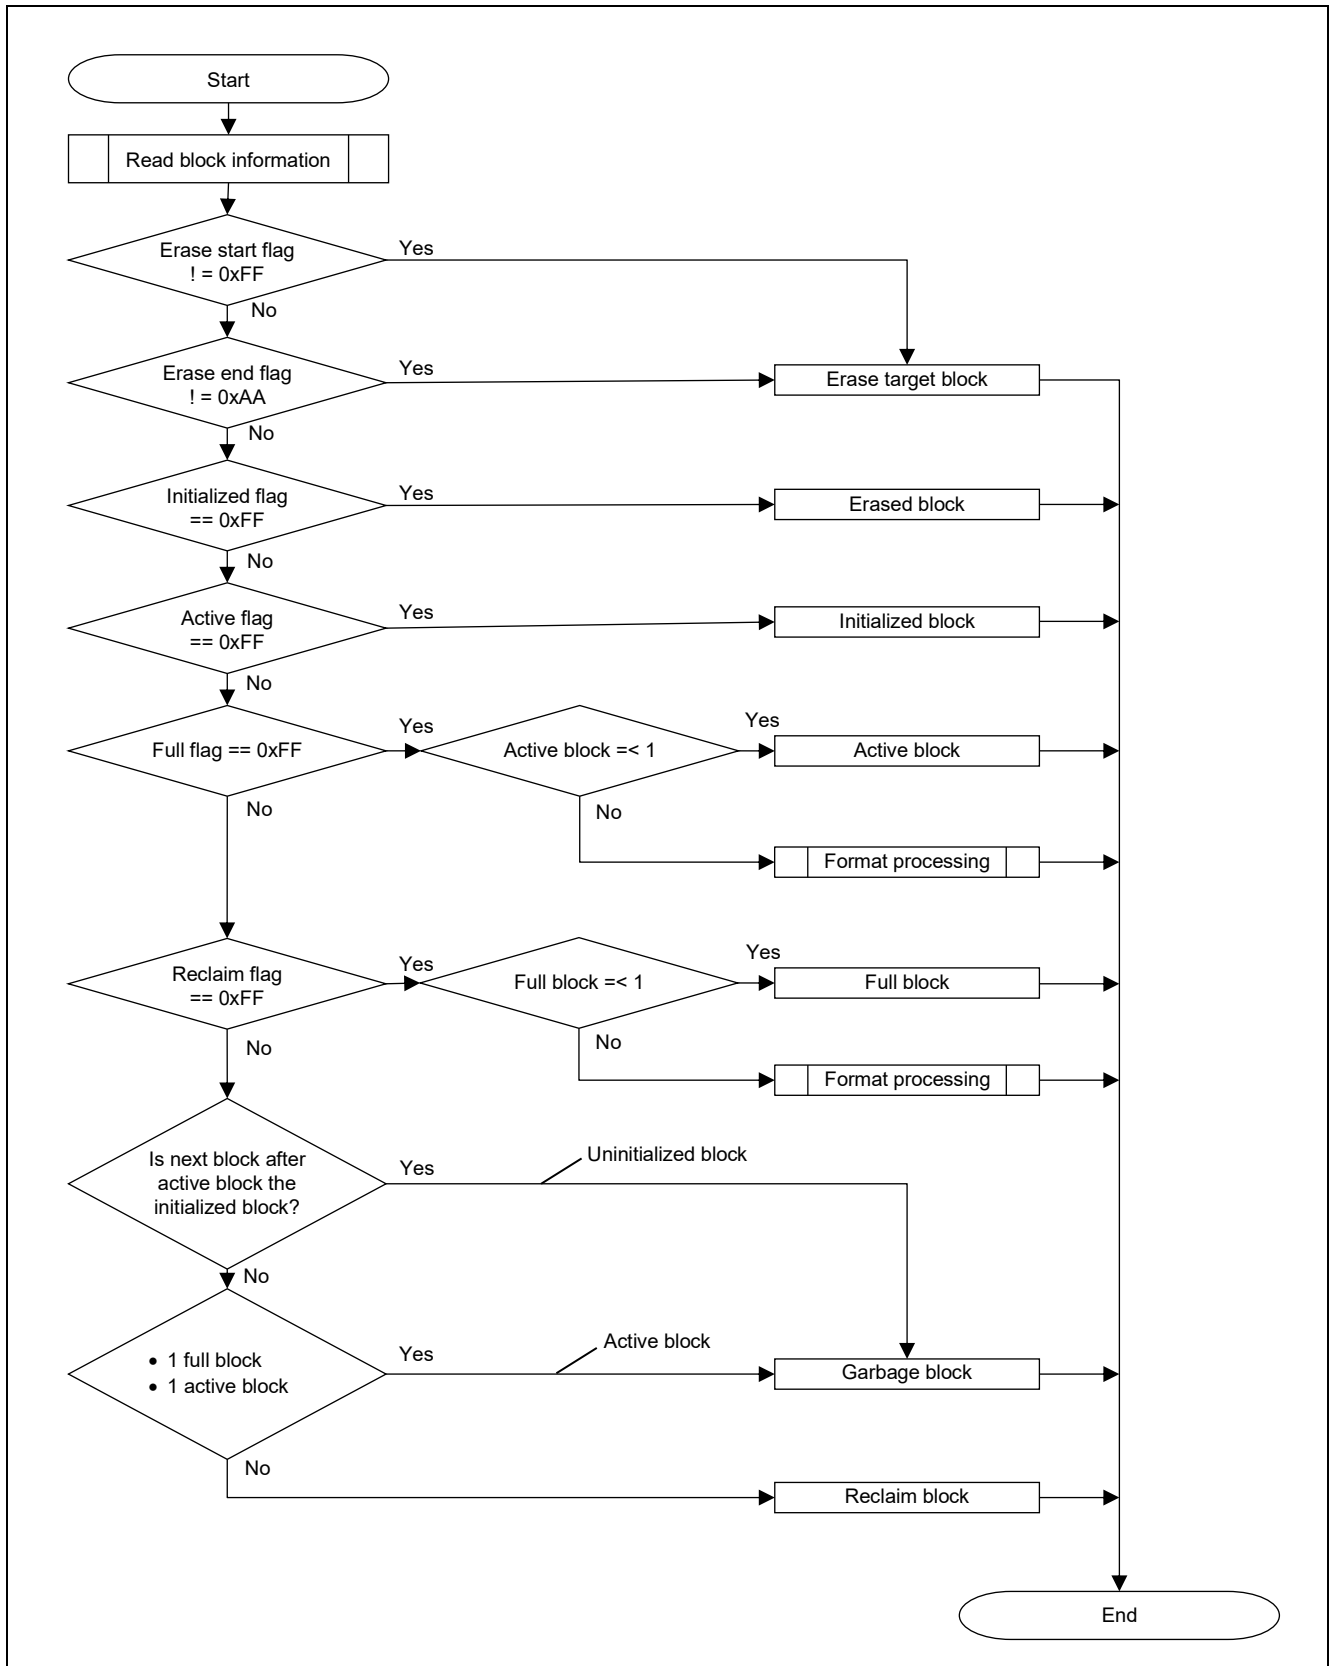 Start
Read block information
Erase start flag
! = 0xFF
Yes
No
Erase end flag
! = 0xAA
Yes
Erase target block
No
Initialized flag
== 0xFF
Yes
Erased block
No
Active flag
== 0xFF
Yes
Initialized block
No
Full flag == 0xFF
Yes
Active block =< 1
Yes
Active block
No
No
Format processing
Reclaim flag
== 0xFF
Yes
Full block =< 1
Yes
Full block
No
No
Format processing
Is next block after
active block the
initialized block?
Yes
Uninitialized block
No
• 1 full block
• 1 active block
Yes
Active block
Garbage block
No
Reclaim block
End